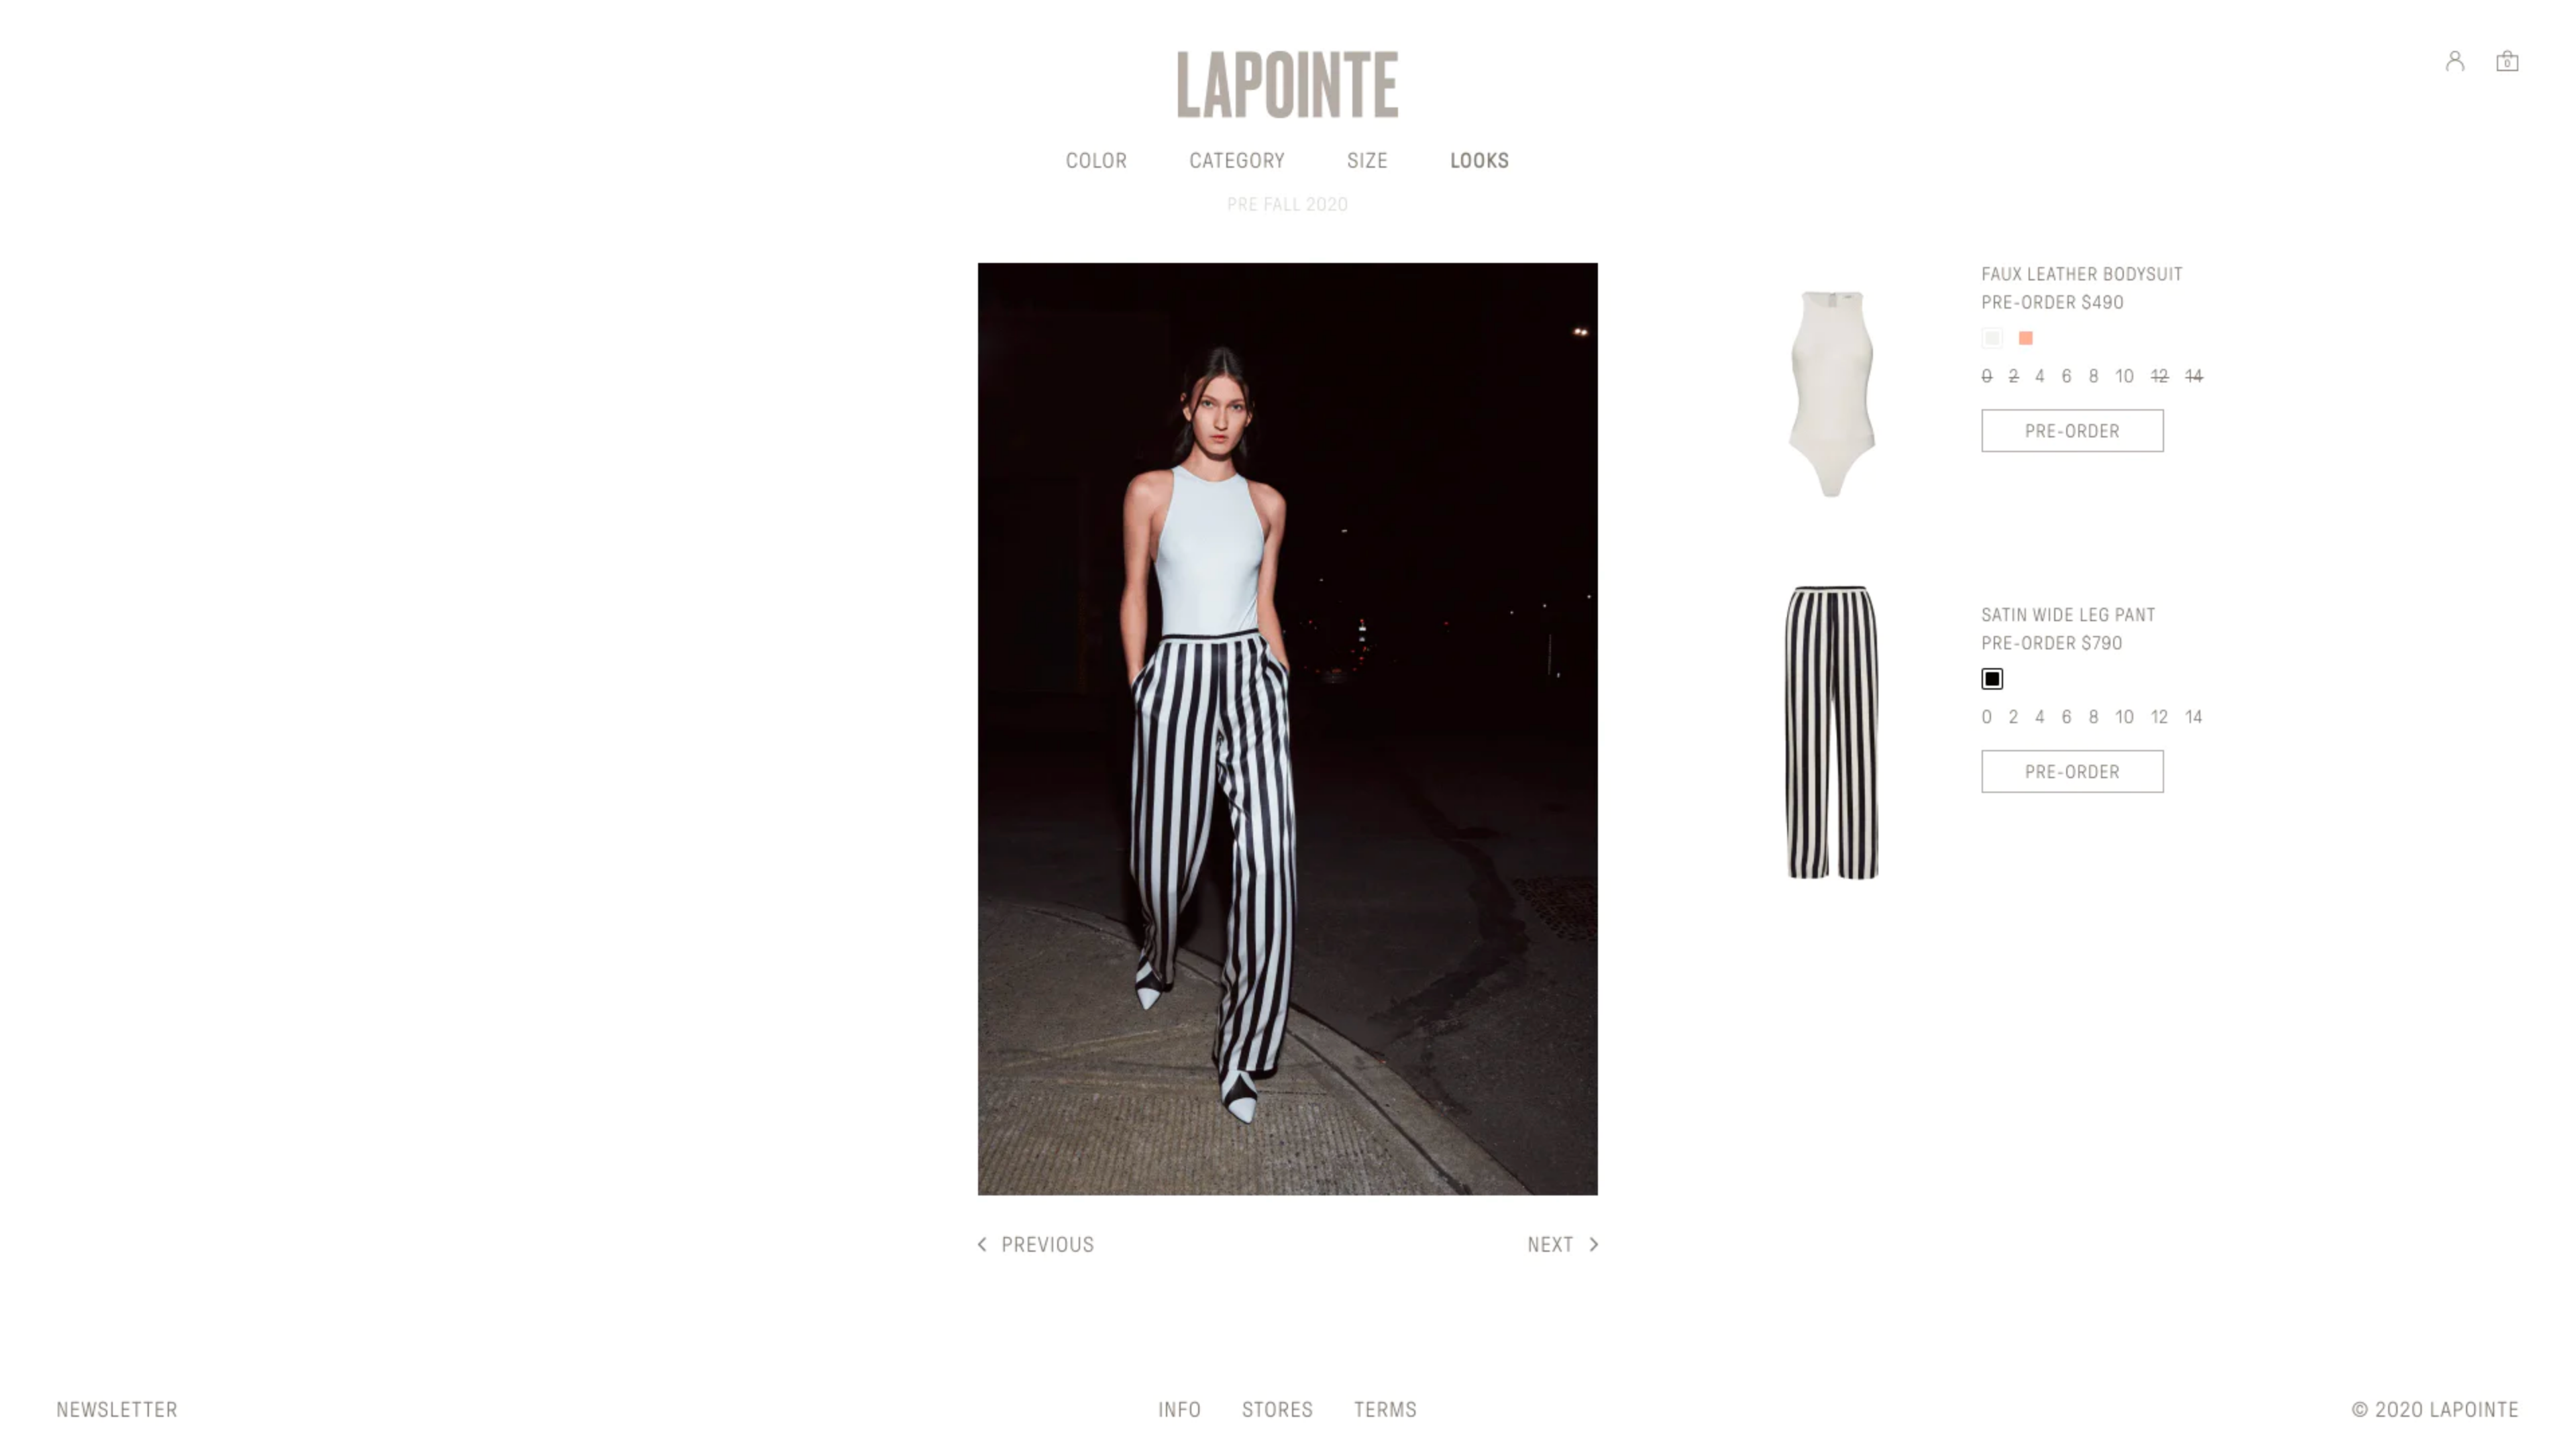 LAPOINTE
0
COLOR CATEGORY SIZE LOOKS
PRE FALL 2020
FAUX LEATHER BODYSUIT
PRE-ORDER $490
0 2 4 6 8 10 12 14
PRE-ORDER
SATIN WIDE LEG PANT
PRE-ORDER $790
0 2 4 6 8 10 12 14
PRE-ORDER
PREVIOUS
NEXT
NEWSLETTER
INFO STORES TERMS
© 2020 LAPOINTE